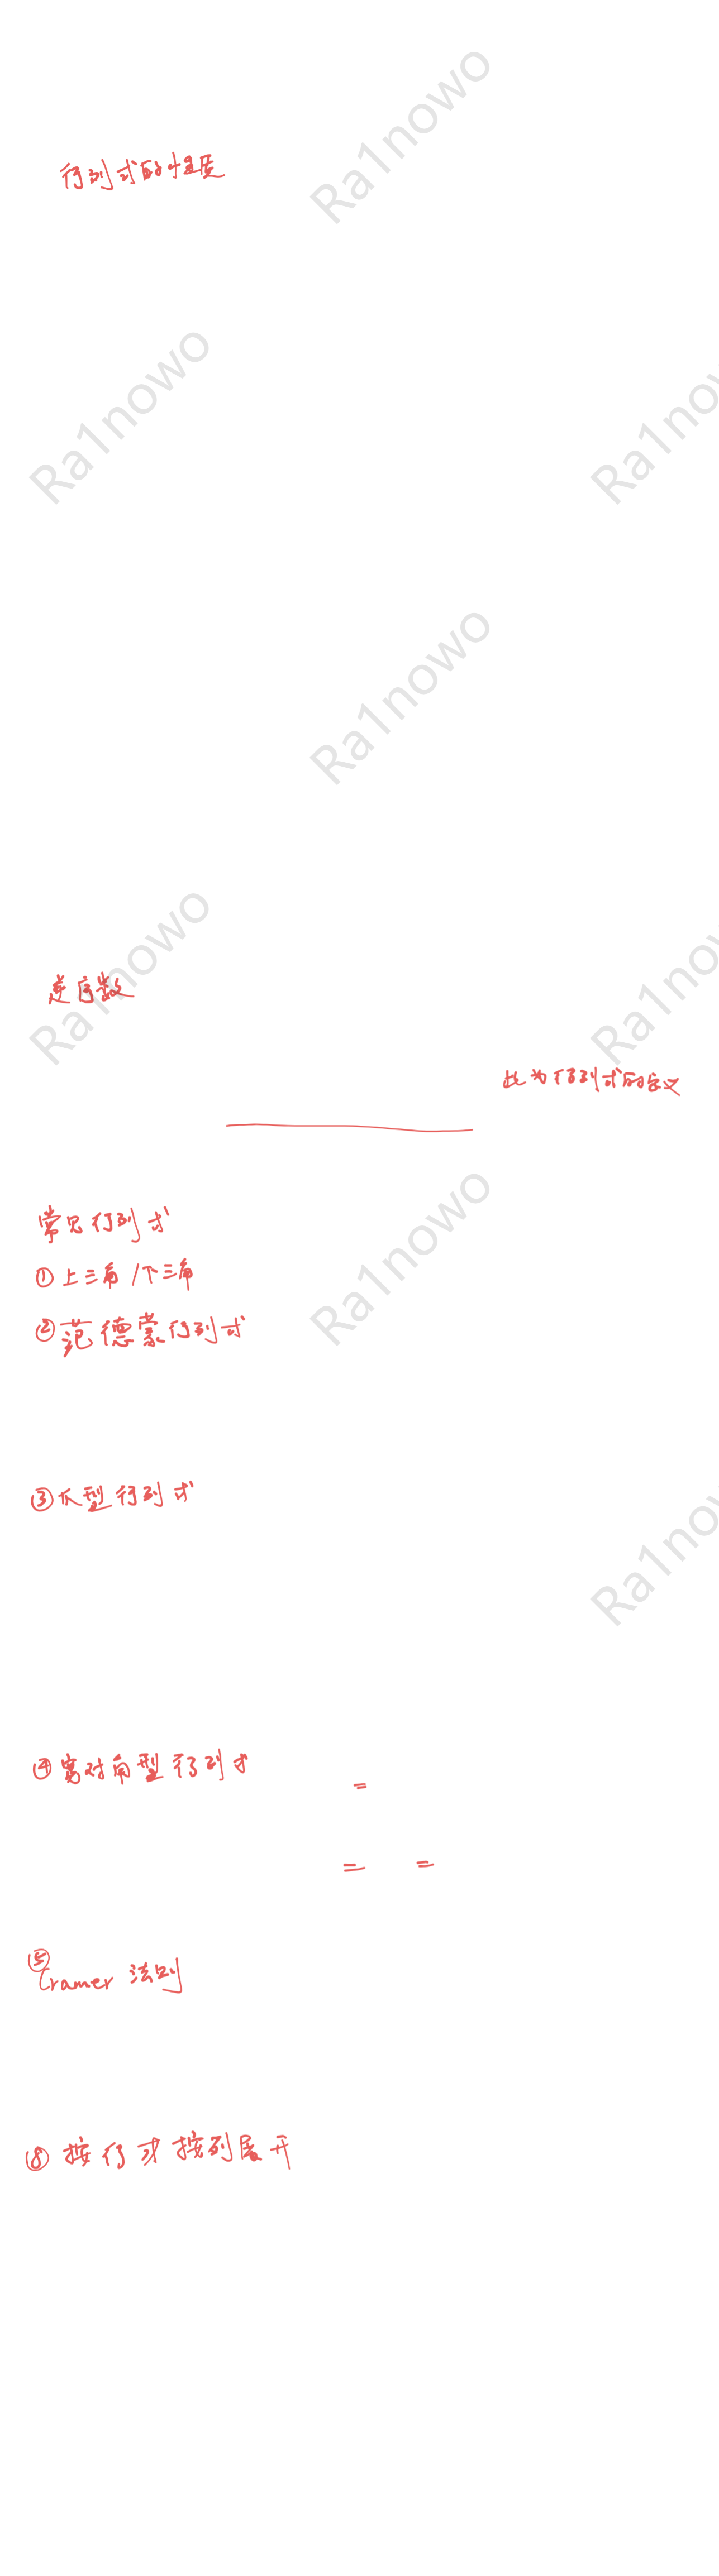 Ra1nowo
行列式的性质
Ra1nowo
Ra1no
Ra1nowo
Ra1nowo
Ra1no
逆序数
此为行列式的定义
常见行列式
Ra1nowo
①上三角/下三角
②范德蒙行列式
③爪型行列式
Ra1no
④宽对角型行列式
=
= =
⑤
Cramer 法则
⑧ 按行或按列展开